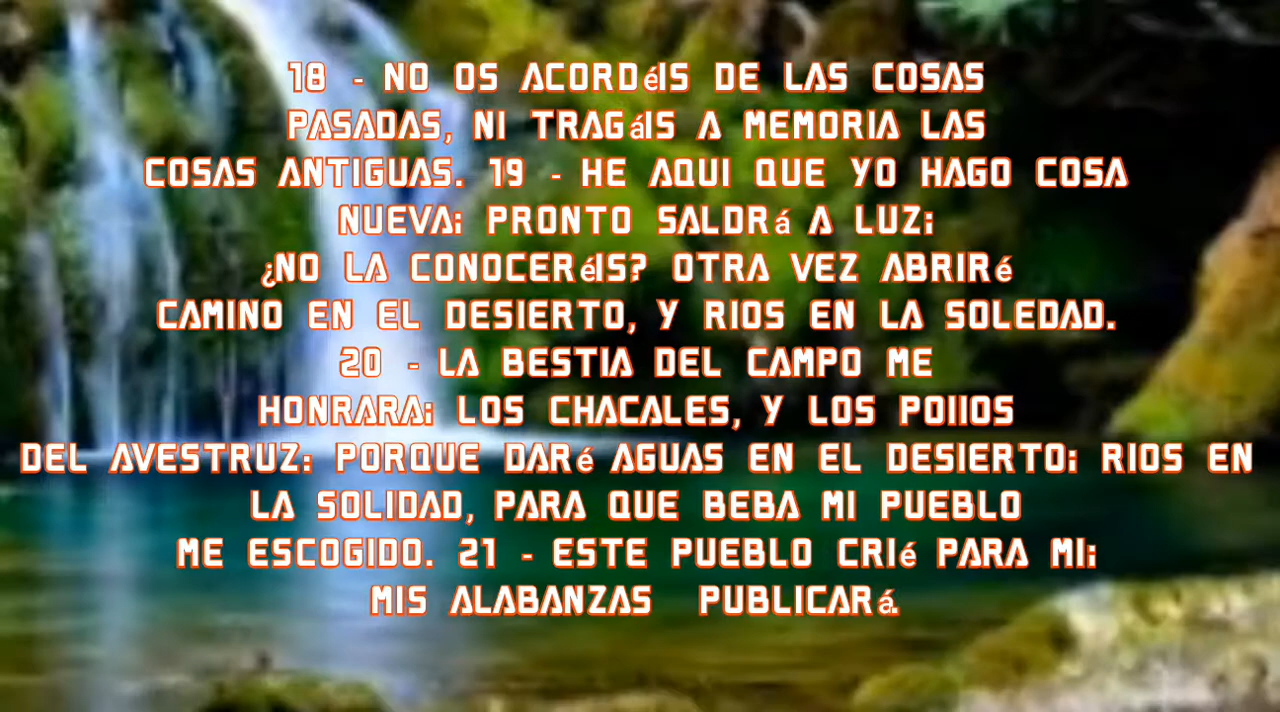 18 - NO OS ACORDéIS DE LAS COSAS
PASADAS, NI TRAGáIS A MEMORIA LAS
COSAS ANTIGUAS. 19 - HE AQUI QUE YO HAGO COSA
NUEVA; PRONTO SALDRá A LUZ;
¿NO LA CONOCERéIS? OTRA VEZ ABRIRé
CAMINO EN EL DESIERTO, Y RIOS EN LA SOLEDAD.
20 - LA BESTIA DEL CAMPO ME
HONRARA; LOS CHACALES, Y LOS POllOS
DEL AVESTRUZ: PORQUE DARé AGUAS EN EL DESIERTO; RIOS EN
LA SOLIDAD, PARA QUE BEBA MI PUEBLO
ME ESCOGIDO. 21 - ESTE PUEBLO CRIé PARA MI:
MIS ALABANZAS PUBLICARá.